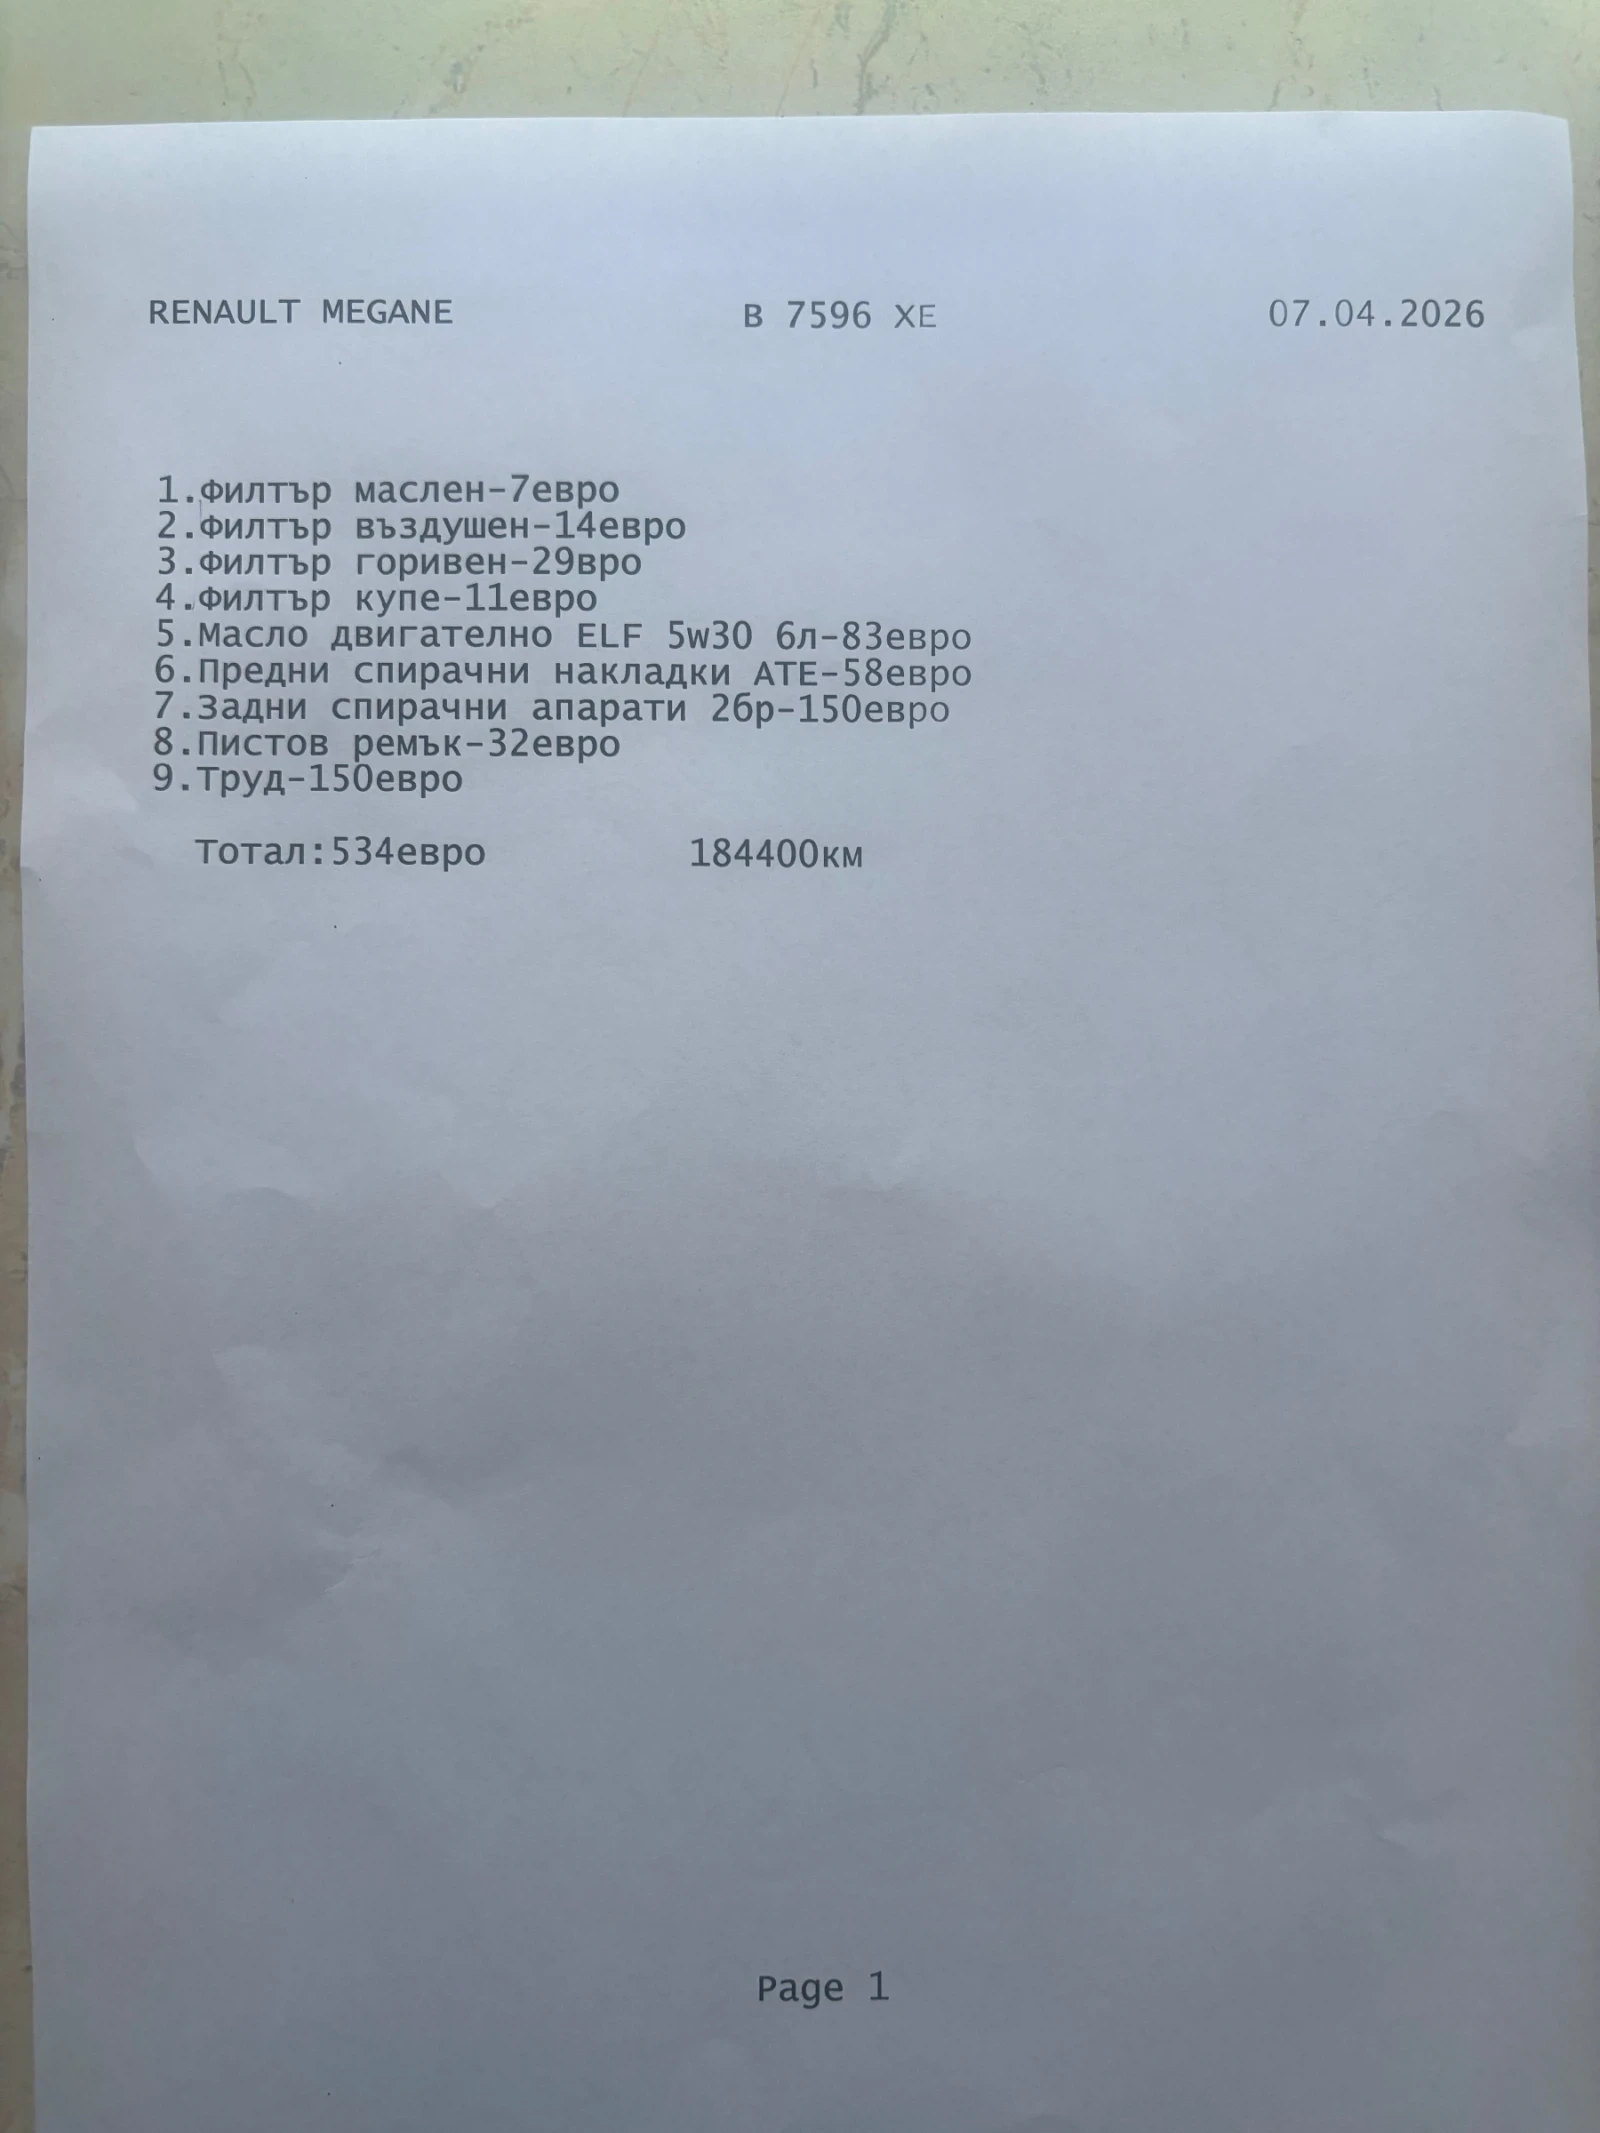 RENAULT MEGANE B 7596 XE 07.04.2026
1.Филтър маслен-7евро
2.Филтър въздушен-14евро
3.Филтър горивен-29вро
4.Филтър купе-11евро
5.Масло двигателно ELF 5w30 6л-83евро
6.Предни спирачни накладки ATE-58евро
7.Задни спирачни апарати 2бр-150евро
8.Пистов ремък-32евро
9.Труд-150евро
Тотал:534евро 184400км
Page 1